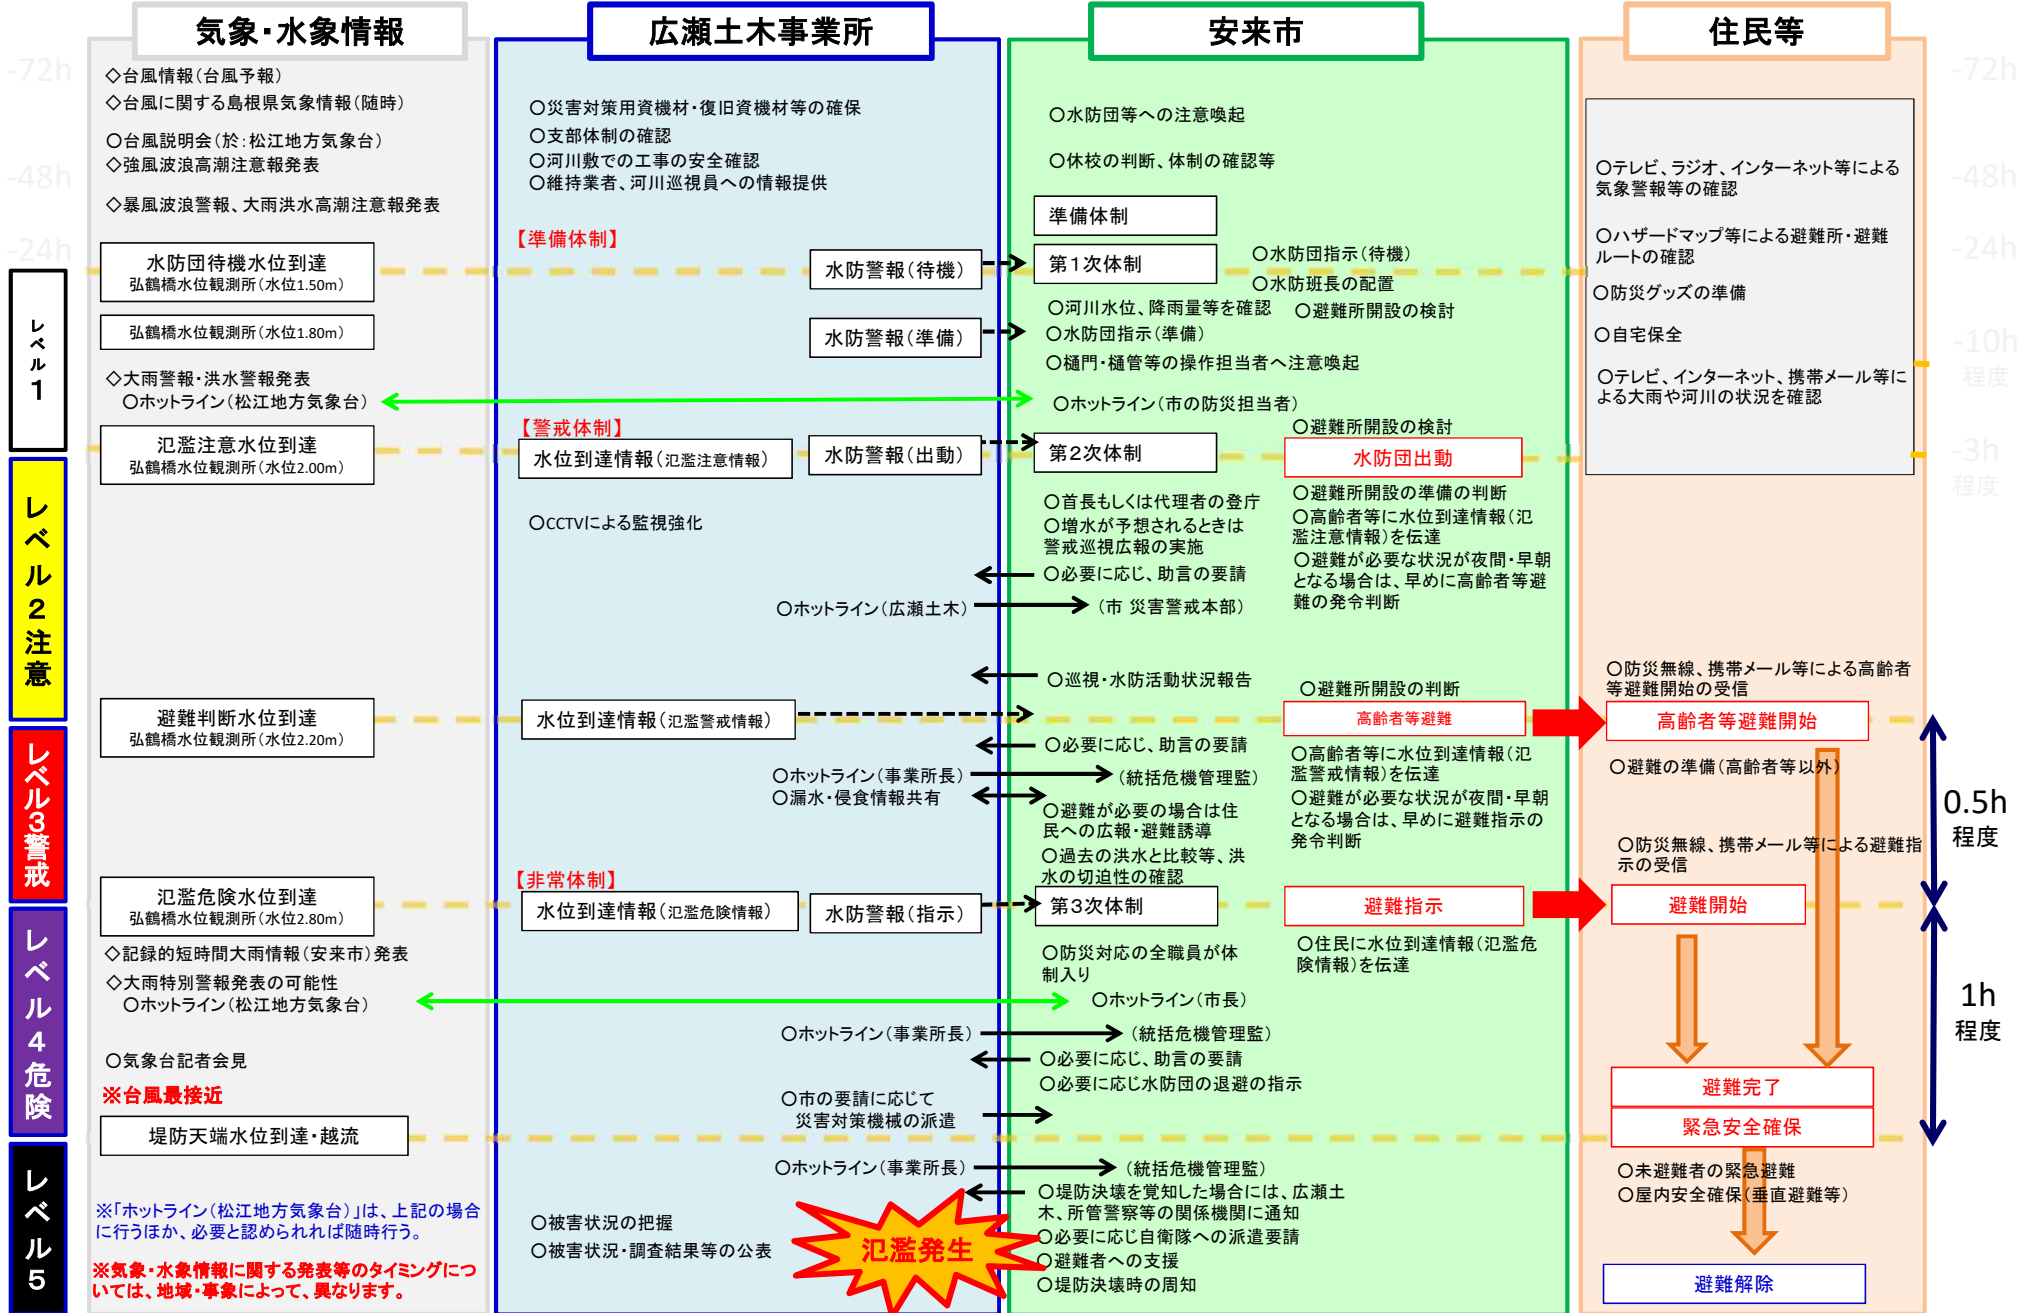 気象・水象情報
広瀬土木事業所
安来市
住民等
-72h
-48h
-24h
レベル1
レベル2注意
レベル3警戒
レベル4危険
レベル5
◇台風情報(台風予報)
◇台風に関する島根県気象情報(随時)
○台風説明会(於:松江地方気象台)
◇強風波浪高潮注意報発表
◇暴風波浪警報、大雨洪水高潮注意報発表
水防団待機水位到達
弘鶴橋水位観測所(水位1.50m)
弘鶴橋水位観測所(水位1.80m)
◇大雨警報・洪水警報発表
○ホットライン(松江地方気象台)
氾濫注意水位到達
弘鶴橋水位観測所(水位2.00m)
避難判断水位到達
弘鶴橋水位観測所(水位2.20m)
氾濫危険水位到達
弘鶴橋水位観測所(水位2.80m)
◇記録的短時間大雨情報(安来市)発表
◇大雨特別警報発表の可能性
○ホットライン(松江地方気象台)
○気象台記者会見
※台風最接近
堤防天端水位到達・越流
※「ホットライン(松江地方気象台)」は、上記の場合
に行うほか、必要と認められれば随時行う。
※気象・水象情報に関する発表等のタイミングにつ
いては、地域・事象によって、異なります。
○災害対策用資機材・復旧資機材等の確保
○支部体制の確認
○河川敷での工事の安全確認
○維持業者、河川巡視員への情報提供
【準備体制】
水防警報(待機)
水防警報(準備)
【警戒体制】
水位到達情報(氾濫注意情報)
水防警報(出動)
○CCTVによる監視強化
○ホットライン(広瀬土木)
水位到達情報(氾濫警戒情報)
○ホットライン(事業所長)
○漏水・侵食情報共有
【非常体制】
水位到達情報(氾濫危険情報)
水防警報(指示)
○ホットライン(事業所長)
○市の要請に応じて
災害対策機械の派遣
○ホットライン(事業所長)
○被害状況の把握
○被害状況・調査結果等の公表
氾濫発生
○水防団等への注意喚起
○休校の判断、体制の確認等
準備体制
第1次体制
○水防団指示(待機)
○水防班長の配置
○河川水位、降雨量等を確認
○避難所開設の検討
○水防団指示(準備)
○樋門・樋管等の操作担当者へ注意喚起
○ホットライン(市の防災担当者)
○避難所開設の検討
第2次体制
水防団出動
○首長もしくは代理者の登庁
○増水が予想されるときは
警戒巡視広報の実施
○必要に応じ、助言の要請
(市 災害警戒本部)
○避難所開設の準備の判断
○高齢者等に水位到達情報(氾
濫注意情報)を伝達
○避難が必要な状況が夜間・早朝
となる場合は、早めに高齢者等避
難の発令判断
○巡視・水防活動状況報告
○避難所開設の判断
高齢者等避難
○必要に応じ、助言の要請
(統括危機管理監)
○避難が必要の場合は住
民への広報・避難誘導
○過去の洪水と比較等、洪
水の切迫性の確認
○高齢者等に水位到達情報(氾
濫警戒情報)を伝達
○避難が必要な状況が夜間・早朝
となる場合は、早めに避難指示の
発令判断
第3次体制
避難指示
○防災対応の全職員が体
制入り
○住民に水位到達情報(氾濫危
険情報)を伝達
○ホットライン(市長)
(統括危機管理監)
○必要に応じ、助言の要請
○必要に応じ水防団の退避の指示
(統括危機管理監)
○堤防決壊を覚知した場合には、広瀬土
木、所管警察等の関係機関に通知
○必要に応じ自衛隊への派遣要請
○避難者への支援
○堤防決壊時の周知
○テレビ、ラジオ、インターネット等による
気象警報等の確認
○ハザードマップ等による避難所・避難
ルートの確認
○防災グッズの準備
○自宅保全
○テレビ、インターネット、携帯メール等に
よる大雨や河川の状況を確認
○防災無線、携帯メール等による高齢者
等避難開始の受信
高齢者等避難開始
○避難の準備(高齢者等以外)
○防災無線、携帯メール等による避難指
示の受信
避難開始
避難完了
緊急安全確保
○未避難者の緊急避難
○屋内安全確保(垂直避難等)
避難解除
-72h
-48h
-24h
-10h
程度
-3h
程度
0.5h
程度
1h
程度